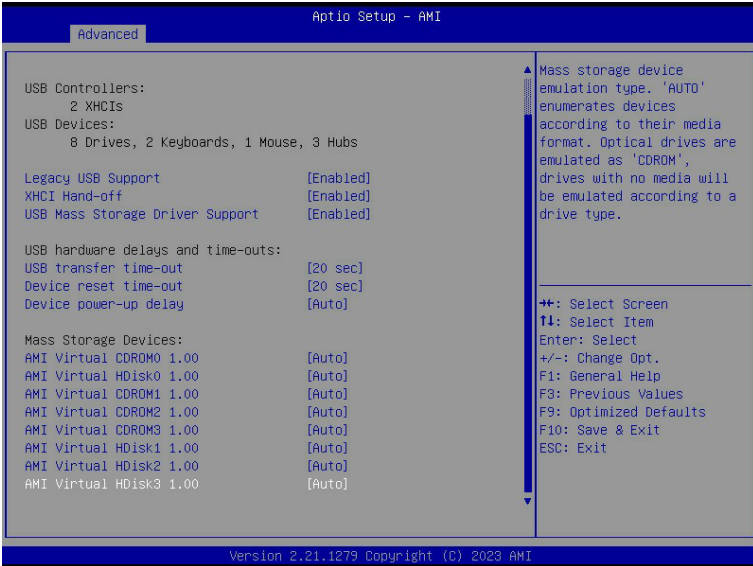 Aptio Setup – AMI
Advanced
USB Controllers:
2 XHCIs
USB Devices:
8 Drives, 2 Keyboards, 1 Mouse, 3 Hubs
Legacy USB Support [Enabled]
XHCI Hand-off [Enabled]
USB Mass Storage Driver Support [Enabled]
USB hardware delays and time-outs:
USB transfer time-out [20 sec]
Device reset time-out [20 sec]
Device power-up delay [Auto]
Mass Storage Devices:
AMI Virtual CDROM0 1.00 [Auto]
AMI Virtual HDisk0 1.00 [Auto]
AMI Virtual CDROM1 1.00 [Auto]
AMI Virtual CDROM2 1.00 [Auto]
AMI Virtual CDROM3 1.00 [Auto]
AMI Virtual HDisk1 1.00 [Auto]
AMI Virtual HDisk2 1.00 [Auto]
AMI Virtual HDisk3 1.00 [Auto]
Mass storage device
emulation type. 'AUTO'
enumerates devices
according to their media
format. Optical drives are
emulated as 'CDROM',
drives with no media will
be emulated according to a
drive type.
→←: Select Screen
↑↓: Select Item
Enter: Select
+/-: Change Opt.
F1: General Help
F3: Previous Values
F9: Optimized Defaults
F10: Save & Exit
ESC: Exit
Version 2.21.1279 Copyright (C) 2023 AMI